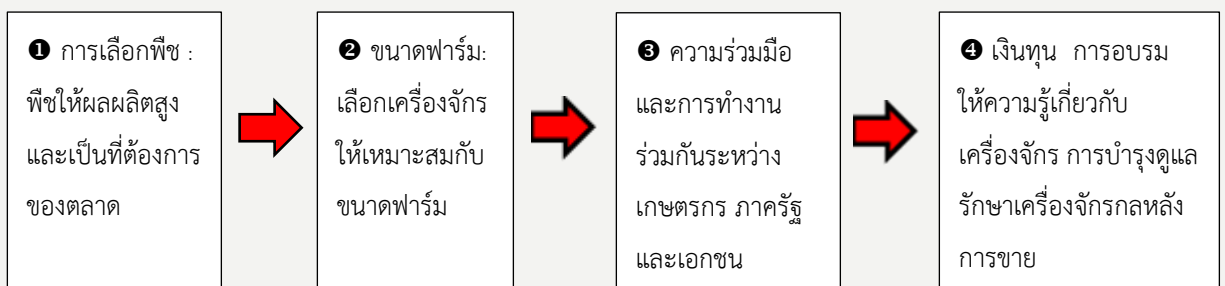 ❶ การเลือกพืช :
พืชให้ผลผลิตสูง
และเป็นที่ต้องการ
ของตลาด
❷ ขนาดฟาร์ม:
เลือกเครื่องจักร
ให้เหมาะสมกับ
ขนาดฟาร์ม
❸ ความร่วมมือ
และการทำงาน
ร่วมกันระหว่าง
เกษตรกร ภาครัฐ
และเอกชน
❹ เงินทุน การอบรม
ให้ความรู้เกี่ยวกับ
เครื่องจักร การบำรุงดูแล
รักษาเครื่องจักรกลหลัง
การขาย